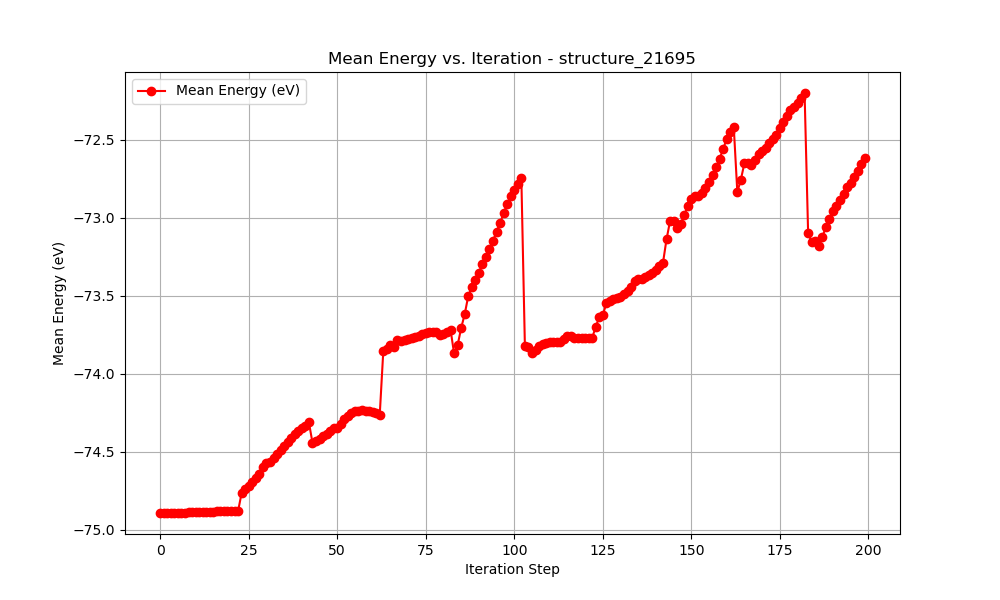 Mean Energy vs. Iteration - structure_21695
Mean Energy (eV)
Mean Energy (eV)
−72.5
−73.0
−73.5
−74.0
−74.5
−75.0
0 25 50 75 100 125 150 175 200
Iteration Step